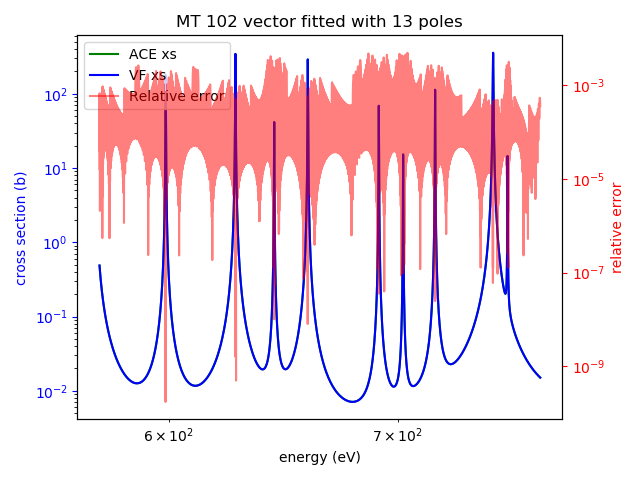 MT 102 vector fitted with 13 poles
ACE xs
VF xs
Relative error
cross section (b)
10²
10¹
10⁰
10⁻¹
10⁻²
10⁻³
10⁻⁵
10⁻⁷
10⁻⁹
relative error
6 × 10²
7 × 10²
energy (eV)